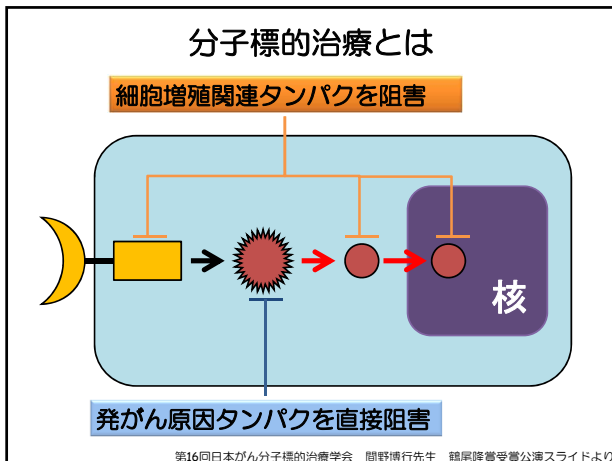 分子標的治療とは
細胞増殖関連タンパクを阻害
核
発がん原因タンパクを直接阻害
第16回日本がん分子標的治療学会　間野博行先生　鶴尾隆賞受賞公演スライドより